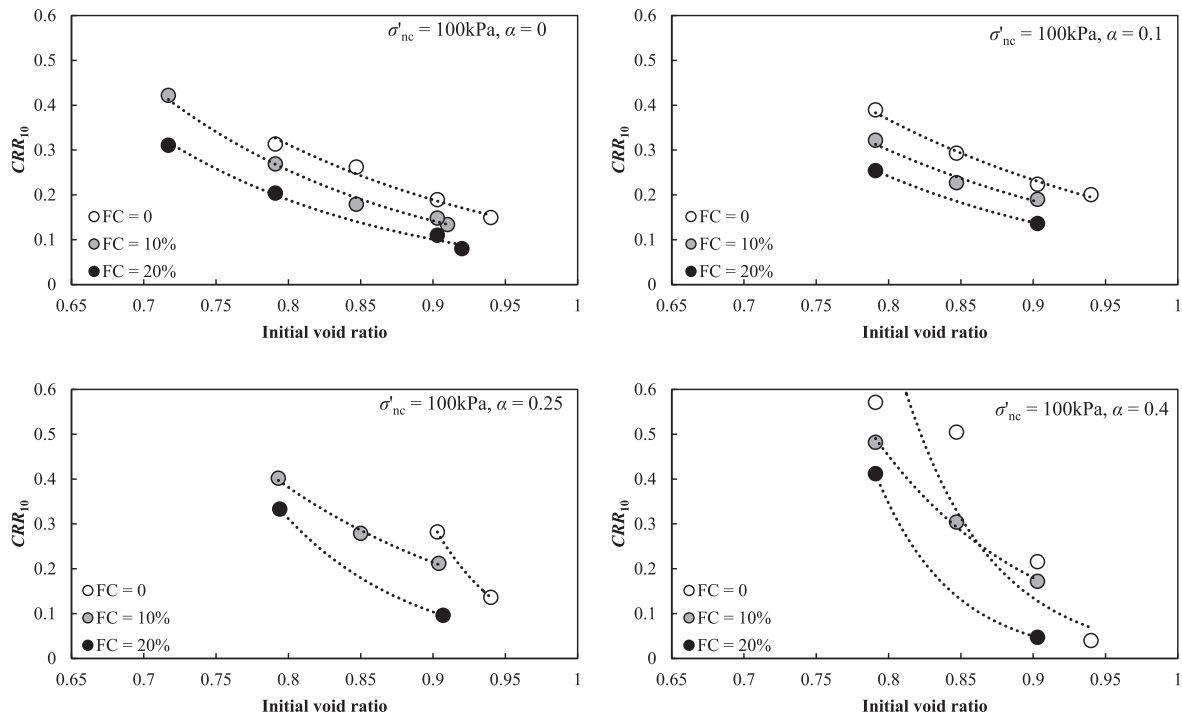 0.6
0.5
0.4
0.3
0.2
0.1
0
CRR10
σ'nc = 100kPa, α = 0
FC = 0
FC = 10%
FC = 20%
0.65 0.7 0.75 0.8 0.85 0.9 0.95 1
Initial void ratio
0.6
0.5
0.4
0.3
0.2
0.1
0
CRR10
σ'nc = 100kPa, α = 0.1
FC = 0
FC = 10%
FC = 20%
0.65 0.7 0.75 0.8 0.85 0.9 0.95 1
Initial void ratio
0.6
0.5
0.4
0.3
0.2
0.1
0
CRR10
σ'nc = 100kPa, α = 0.25
FC = 0
FC = 10%
FC = 20%
0.65 0.7 0.75 0.8 0.85 0.9 0.95 1
Initial void ratio
0.6
0.5
0.4
0.3
0.2
0.1
0
CRR10
σ'nc = 100kPa, α = 0.4
FC = 0
FC = 10%
FC = 20%
0.65 0.7 0.75 0.8 0.85 0.9 0.95 1
Initial void ratio